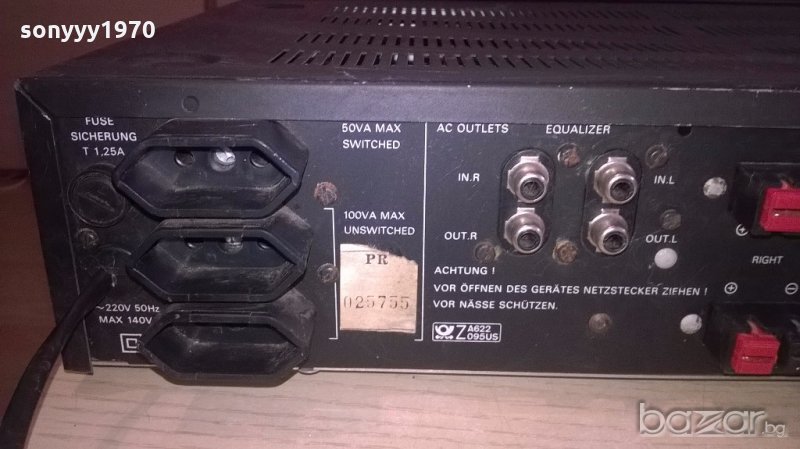 sonyyy1970
FUSE
SICHERUNG
T 1,25A
50VA MAX
SWITCHED
AC OUTLETS
EQUALIZER
IN.R
IN.L
100VA MAX
UNSWITCHED
OUT.R
OUT.L
PR
025755
RIGHT
ACHTUNG !
VOR ÖFFNEN DES GERÄTES NETZSTECKER ZIEHEN !
VOR NÄSSE SCHÜTZEN.
~220V 50Hz
MAX 140V
Z A622
095US
bazar.bg